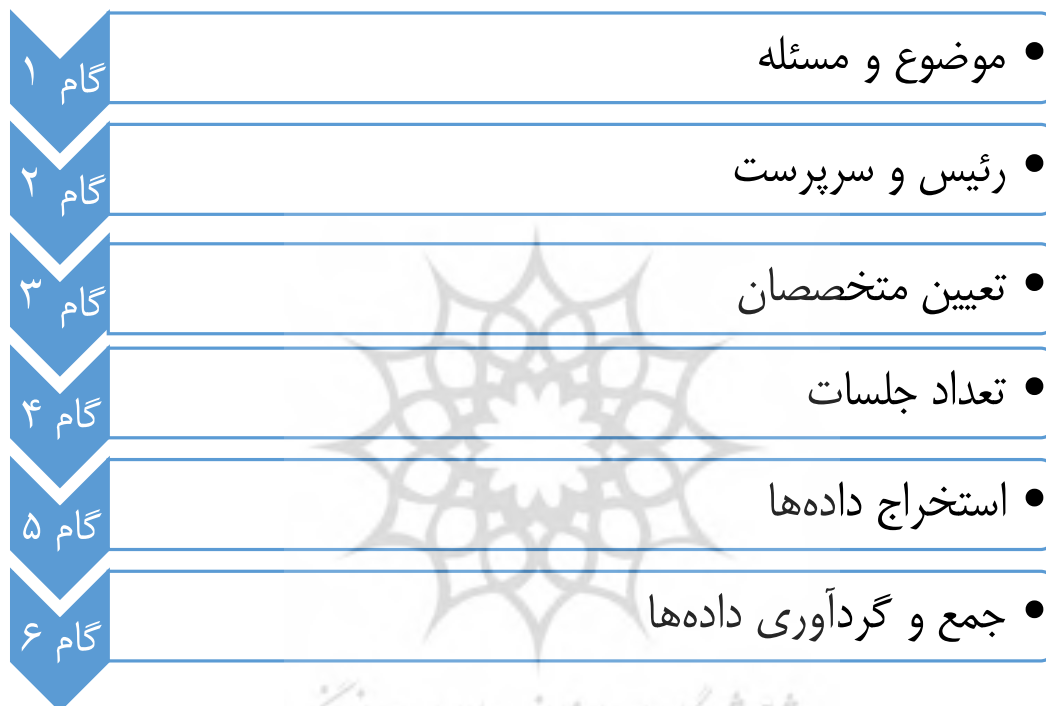 گام ۱
• موضوع و مسئله
گام ۲
• رئیس و سرپرست
گام ۳
• تعیین متخصصان
گام ۴
• تعداد جلسات
گام ۵
• استخراج داده‌ها
گام ۶
• جمع و گردآوری داده‌ها